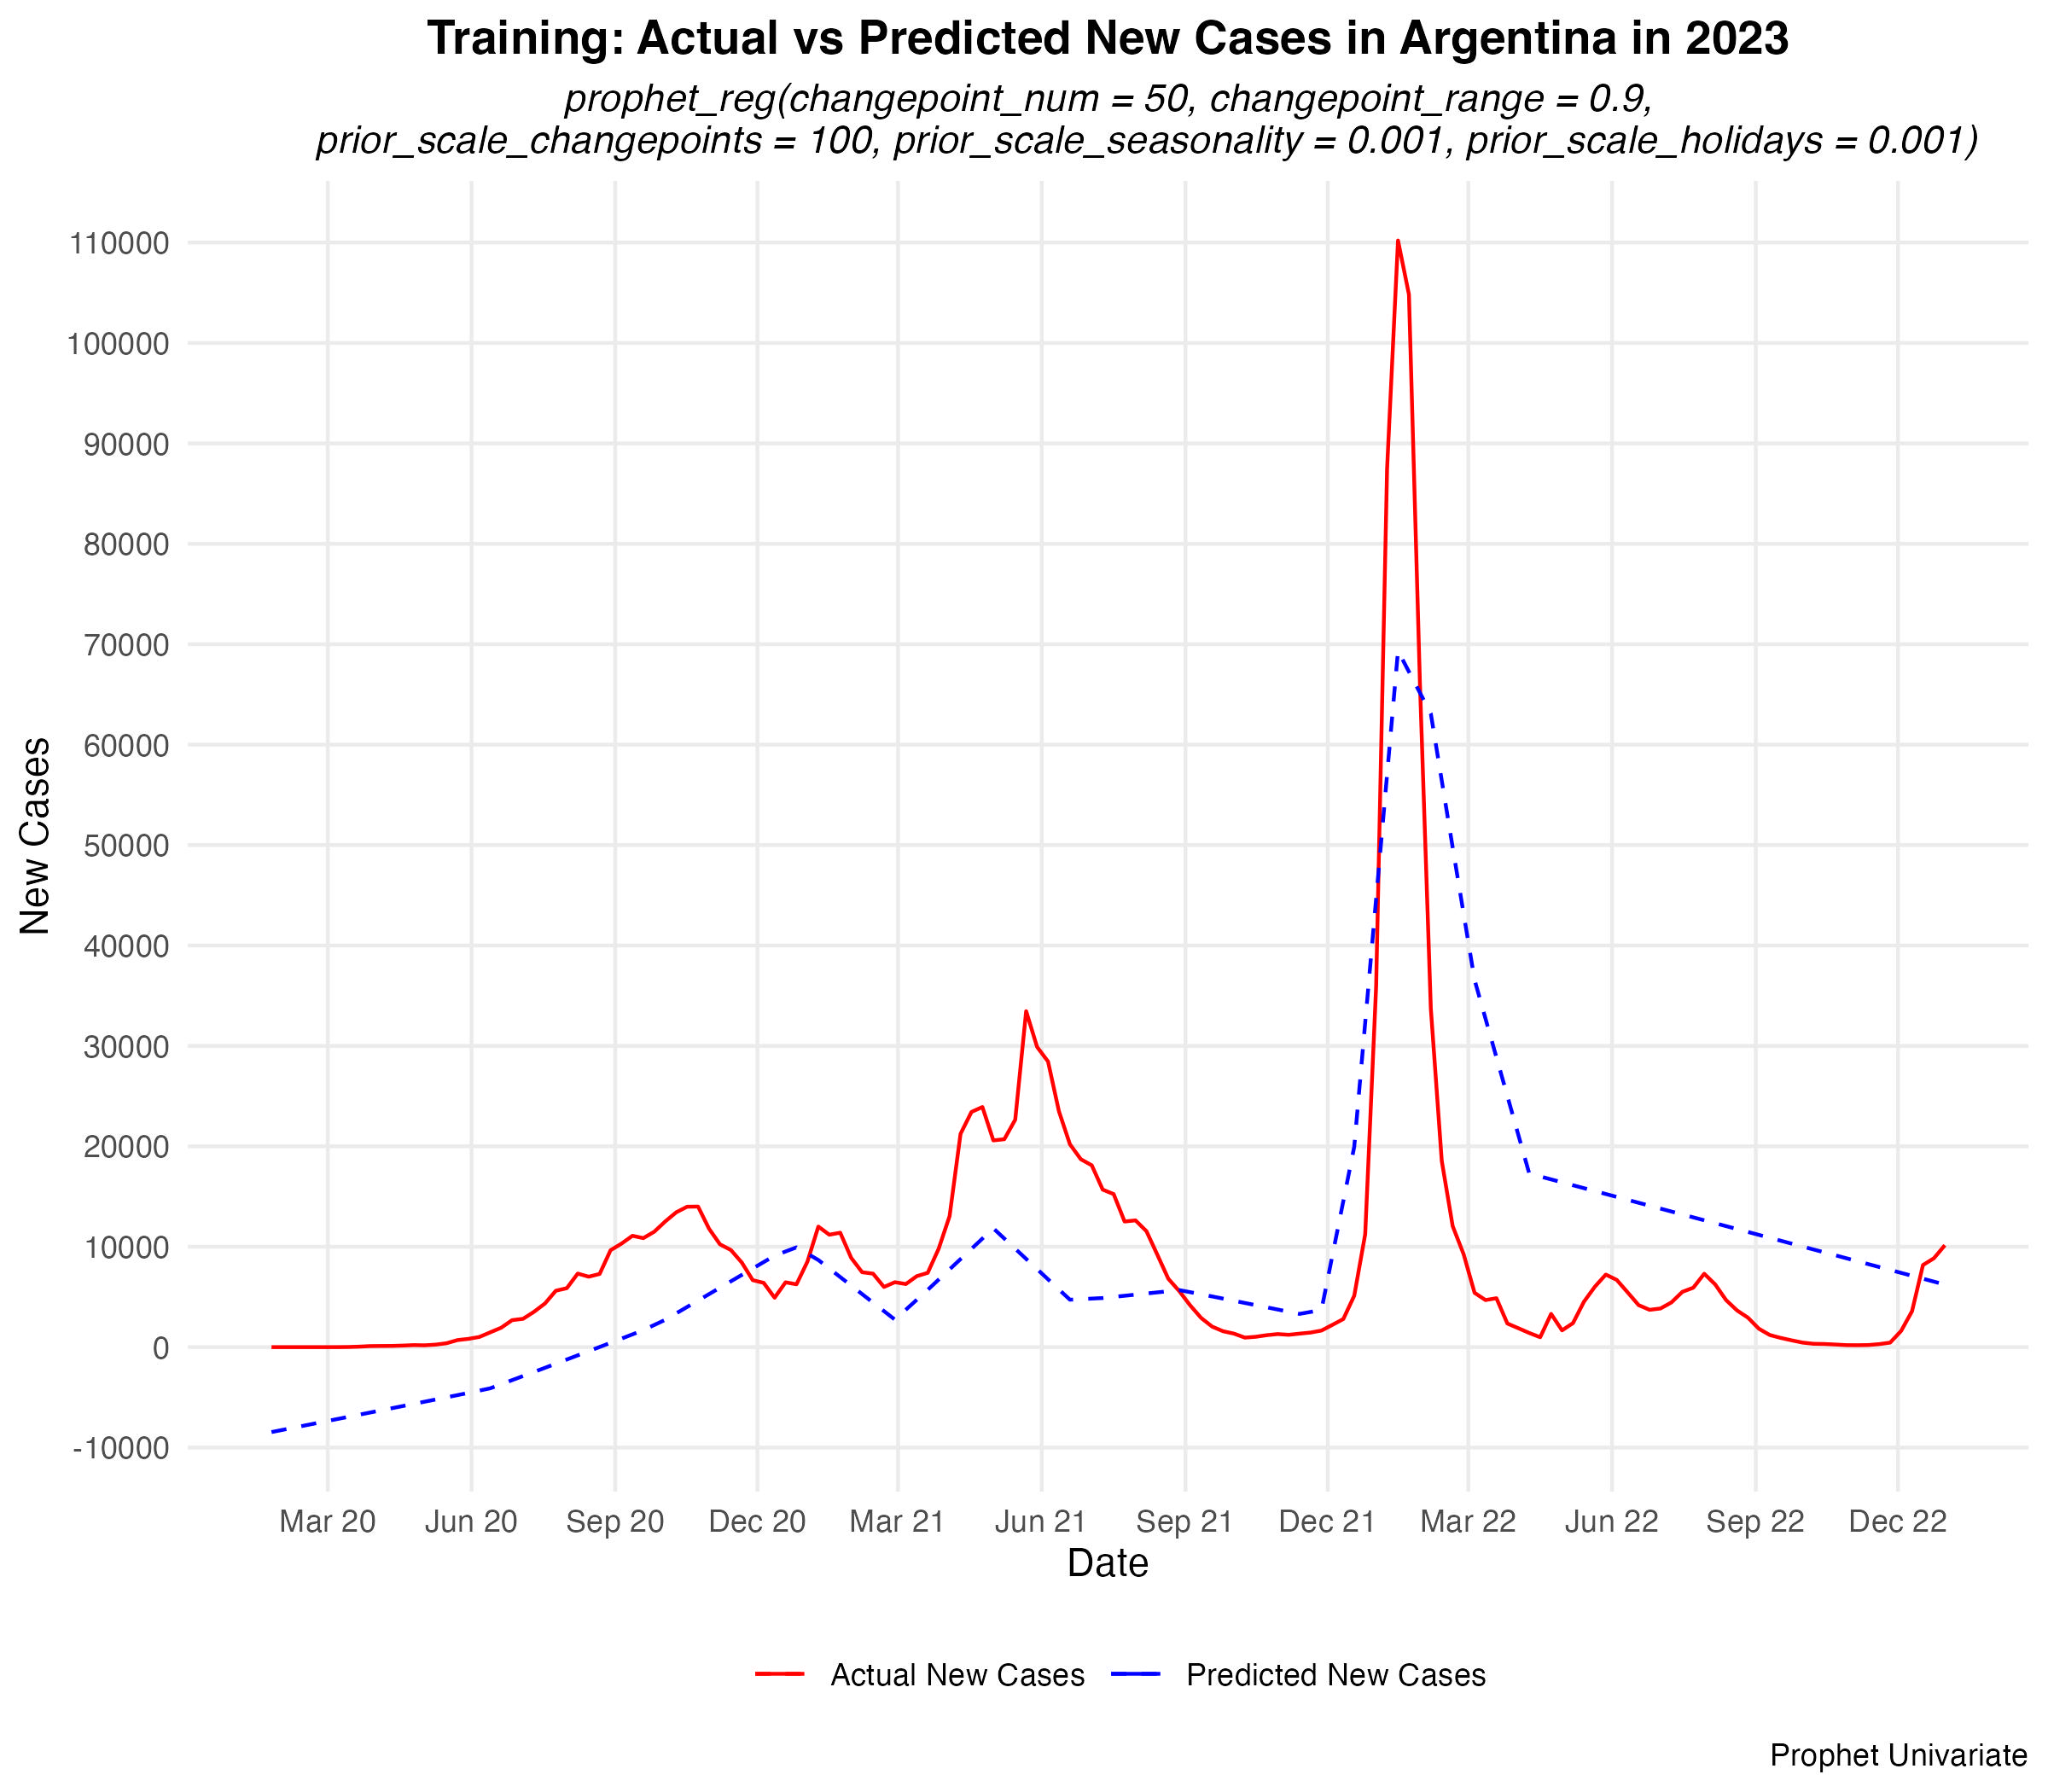 Training: Actual vs Predicted New Cases in Argentina in 2023
prophet_reg(changepoint_num = 50, changepoint_range = 0.9,
prior_scale_changepoints = 100, prior_scale_seasonality = 0.001, prior_scale_holidays = 0.001)
New Cases
110000
100000
90000
80000
70000
60000
50000
40000
30000
20000
10000
0
-10000
Mar 20 Jun 20 Sep 20 Dec 20 Mar 21 Jun 21 Sep 21 Dec 21 Mar 22 Jun 22 Sep 22 Dec 22
Date
Actual New Cases Predicted New Cases
Prophet Univariate